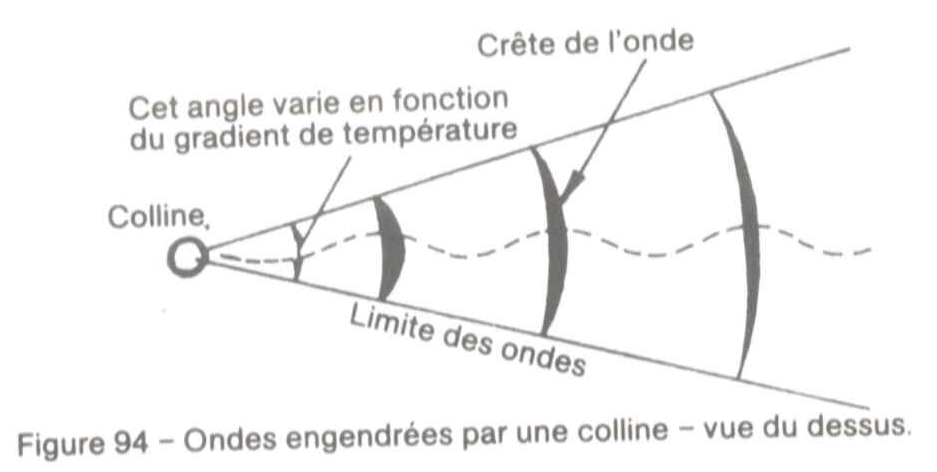 Crête de l'onde
Cet angle varie en fonction
du gradient de température
Colline
Limite des ondes
Figure 94 – Ondes engendrées par une colline – vue du dessus.